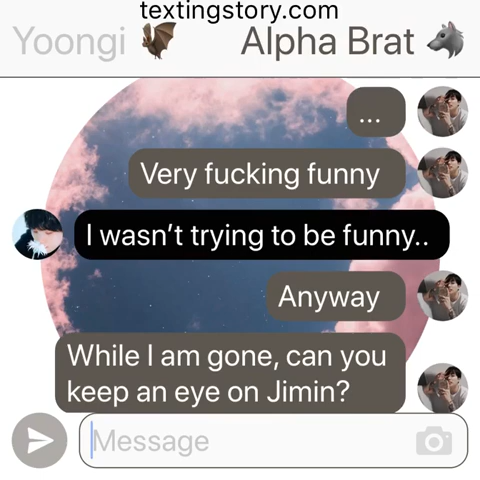 textingstory.com
Yoongi 🦇 Alpha Brat 🐺
...
Very fucking funny
I wasn’t trying to be funny..
Anyway
While I am gone, can you
keep an eye on Jimin?
Message